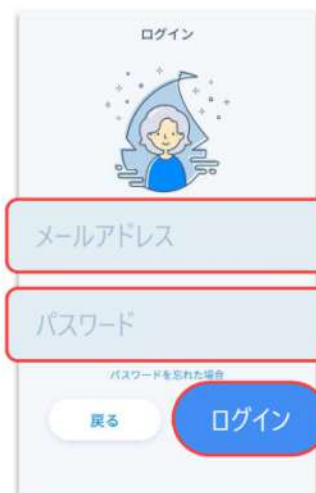 ログイン
メールアドレス
パスワード
パスワードを忘れた場合
戻る
ログイン